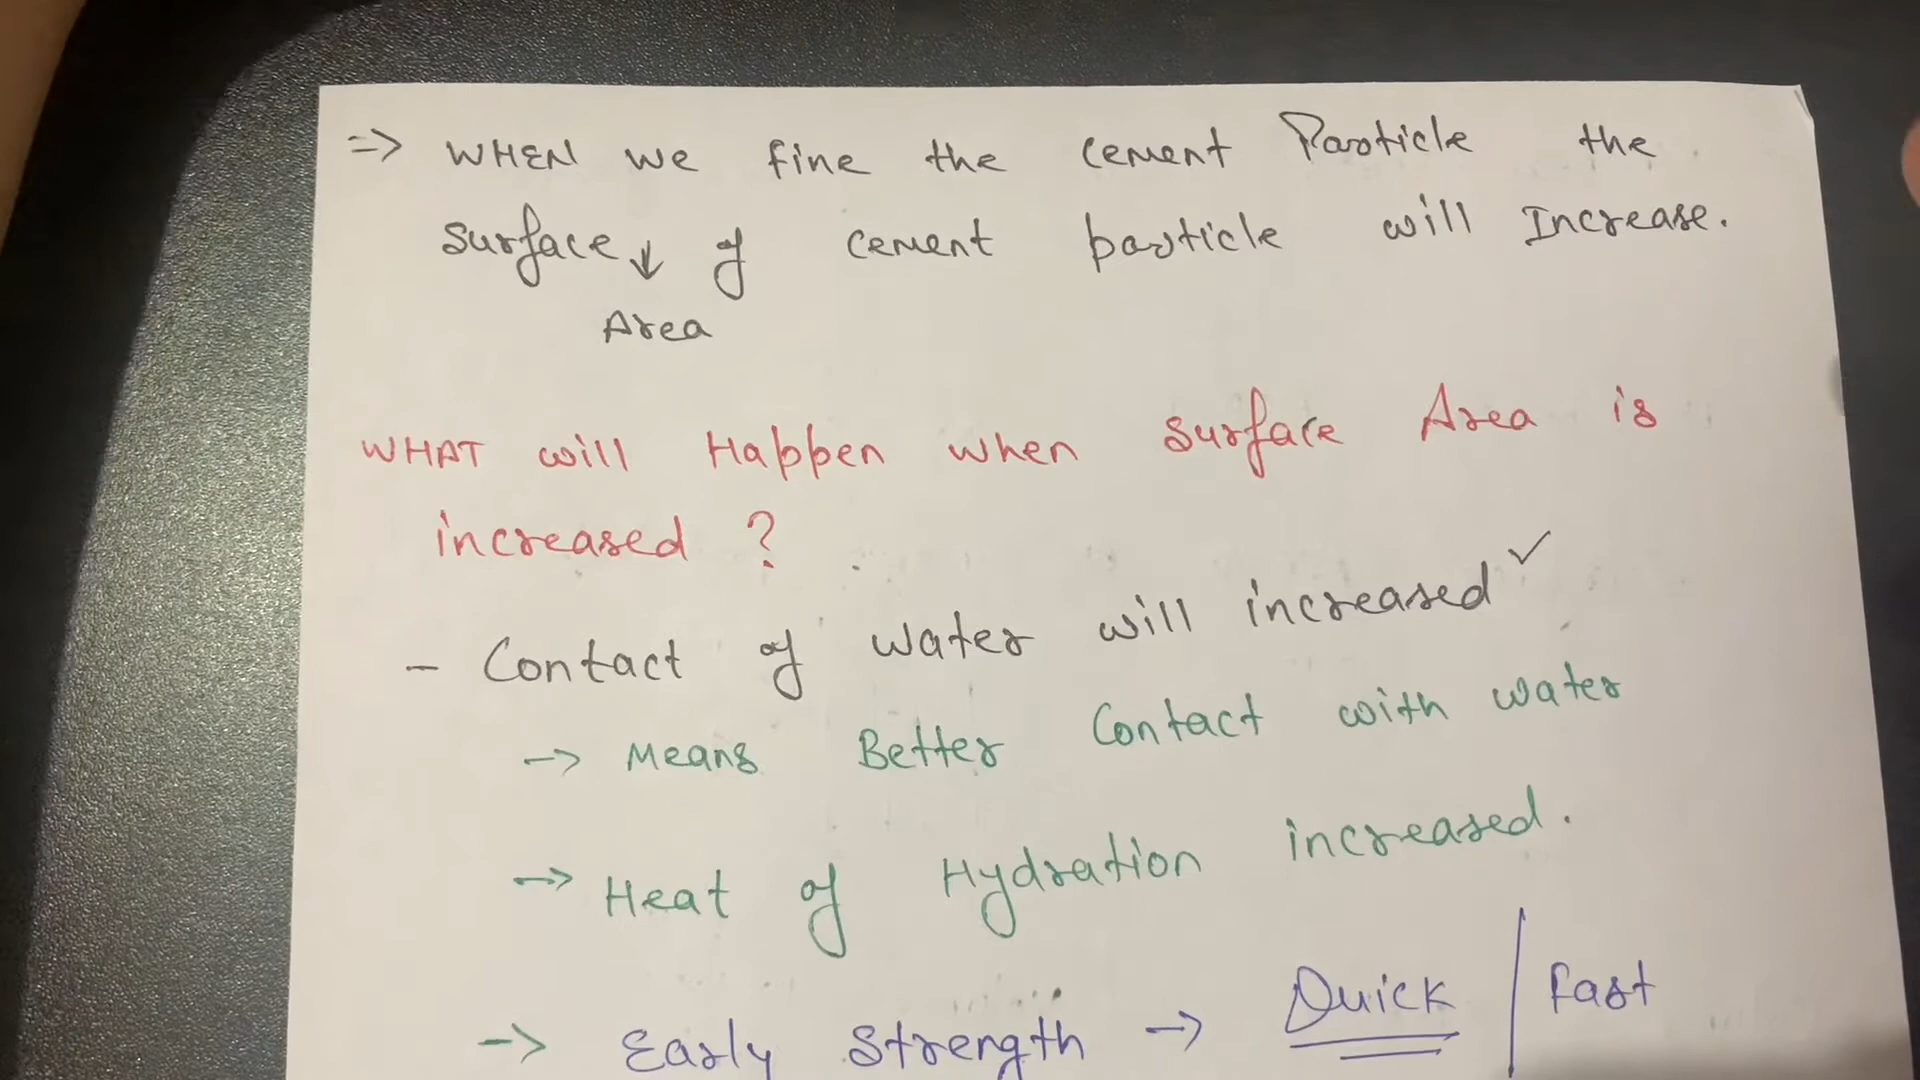 => WHEN we fine the cement Particle the
surface ↓ of cement particle will Increase.
Area
WHAT will Happen when surface Area is
increased ?
- Contact of water will increased ✓
-> Means Better Contact with water
-> Heat of Hydration increased.
-> Early Strength -> Quick | fast